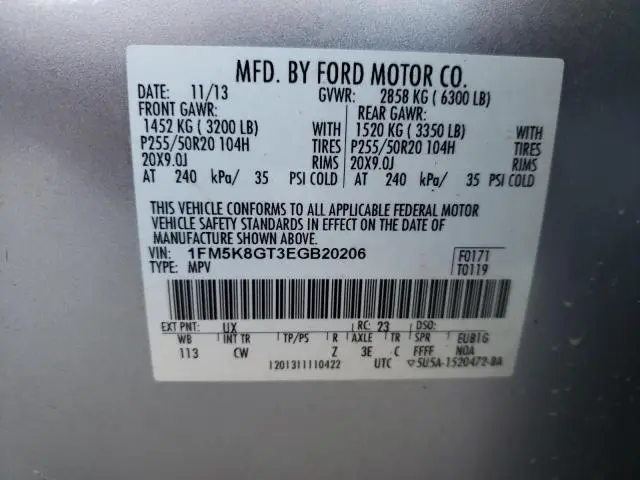 MFD. BY FORD MOTOR CO.
DATE: 11/13 GVWR: 2858 KG ( 6300 LB)
FRONT GAWR: REAR GAWR:
1452 KG ( 3200 LB) WITH 1520 KG ( 3350 LB) WITH
P255/50R20 104H TIRES P255/50R20 104H TIRES
20X9.0J RIMS 20X9.0J RIMS
AT 240 kPa/ 35 PSI COLD AT 240 kPa/ 35 PSI COLD
THIS VEHICLE CONFORMS TO ALL APPLICABLE FEDERAL MOTOR
VEHICLE SAFETY STANDARDS IN EFFECT ON THE DATE OF
MANUFACTURE SHOWN ABOVE.
VIN: 1FM5K8GT3EGB20206 F0171
TYPE: MPV T0119
EXT PNT: UX RC: 23 DSO:
WB INT TR TP/PS R AXLE TR SPR EUB1G
113 CW Z 3E C FFFF N0A
1201311110422 UTC ▽5U5A-1520472-BA